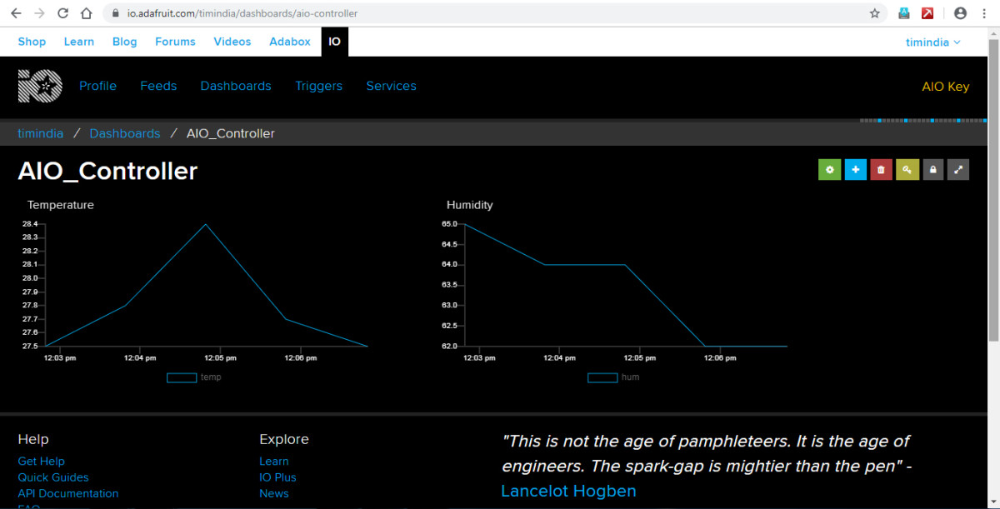 io.adafruit.com/timindia/dashboards/aio-controller
Shop Learn Blog Forums Videos Adabox IO timindia
IO Profile Feeds Dashboards Triggers Services AIO Key
timindia / Dashboards / AIO_Controller
AIO_Controller
Temperature
28.4
28.3
28.2
28.1
28.0
27.9
27.8
27.7
27.6
27.5
12:03 pm 12:04 pm 12:05 pm 12:06 pm
temp
Humidity
65.0
64.5
64.0
63.5
63.0
62.5
62.0
12:03 pm 12:04 pm 12:05 pm 12:06 pm
hum
Help
Get Help
Quick Guides
API Documentation
FAQ
Explore
Learn
IO Plus
News
"This is not the age of pamphleteers. It is the age of
engineers. The spark-gap is mightier than the pen" -
Lancelot Hogben